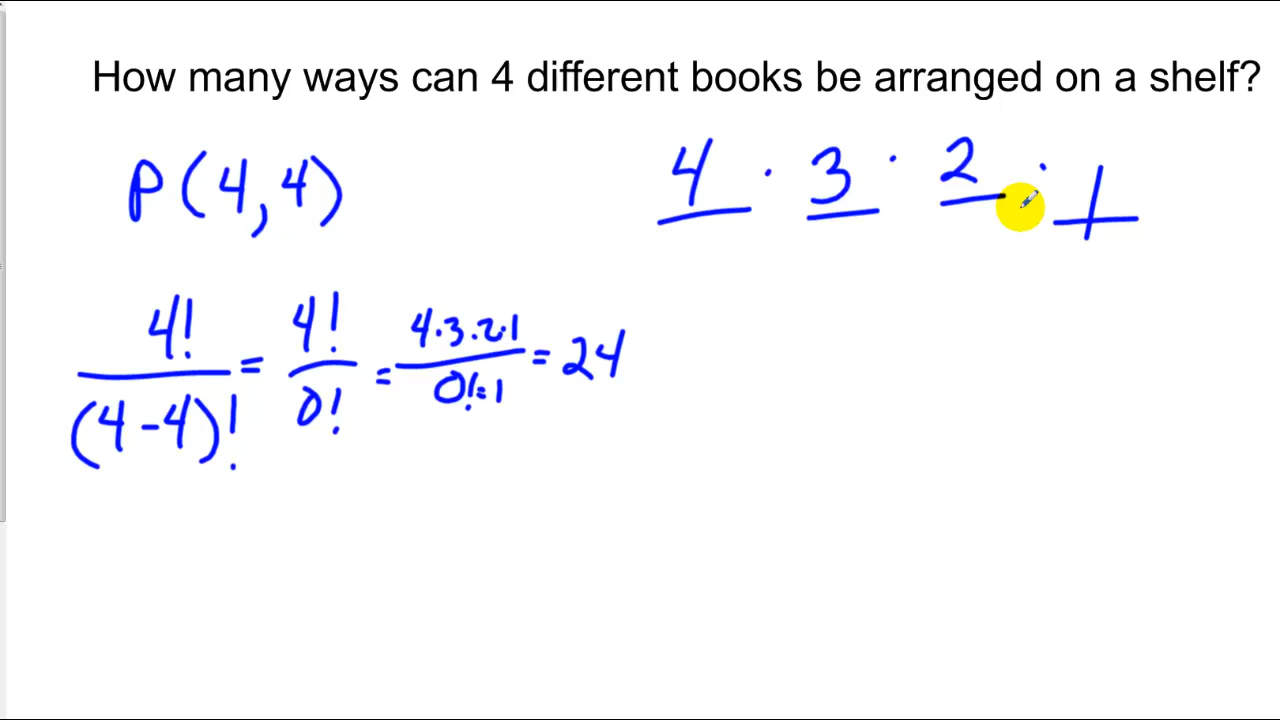 How many ways can 4 different books be arranged on a shelf?
P(4,4)
4 · 3 · 2 · 1
4!/(4-4)! = 4!/0! = 4·3·2·1/0!=1 = 24